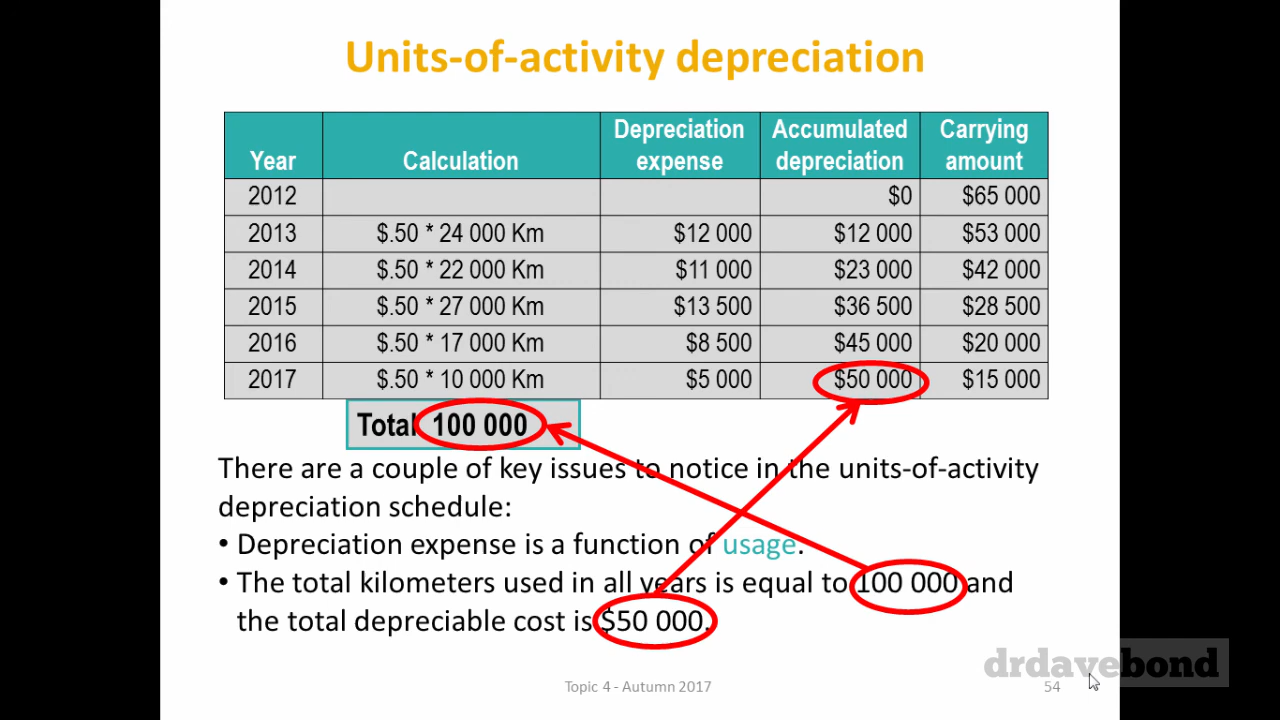 Units-of-activity depreciation
Year Calculation Depreciation expense Accumulated depreciation Carrying amount
2012 $0 $65 000
2013 $.50 * 24 000 Km $12 000 $12 000 $53 000
2014 $.50 * 22 000 Km $11 000 $23 000 $42 000
2015 $.50 * 27 000 Km $13 500 $36 500 $28 500
2016 $.50 * 17 000 Km $8 500 $45 000 $20 000
2017 $.50 * 10 000 Km $5 000 $50 000 $15 000
Total 100 000
There are a couple of key issues to notice in the units-of-activity
depreciation schedule:
• Depreciation expense is a function of usage.
• The total kilometers used in all years is equal to 100 000 and
the total depreciable cost is $50 000.
drdavebond
Topic 4 - Autumn 2017 54